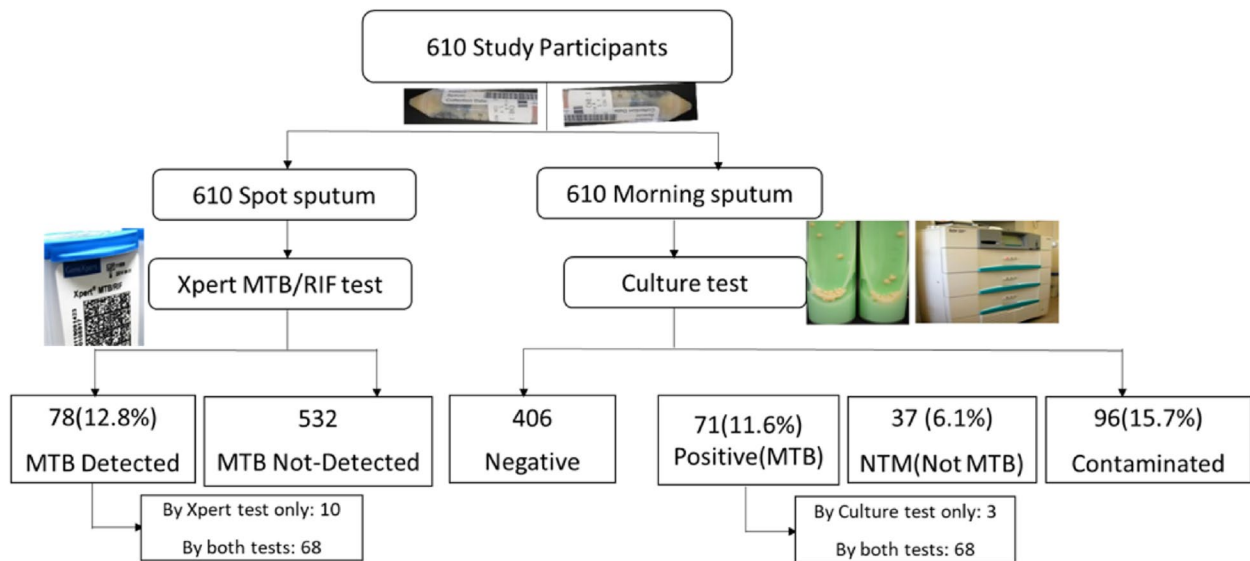 610 Study Participants
610 Spot sputum
610 Morning sputum
Xpert® MTB/RIF
Xpert MTB/RIF test
Culture test
78(12.8%)
MTB Detected
532
MTB Not-Detected
406
Negative
71(11.6%)
Positive(MTB)
37 (6.1%)
NTM(Not MTB)
96(15.7%)
Contaminated
By Xpert test only: 10
By both tests: 68
By Culture test only: 3
By both tests: 68